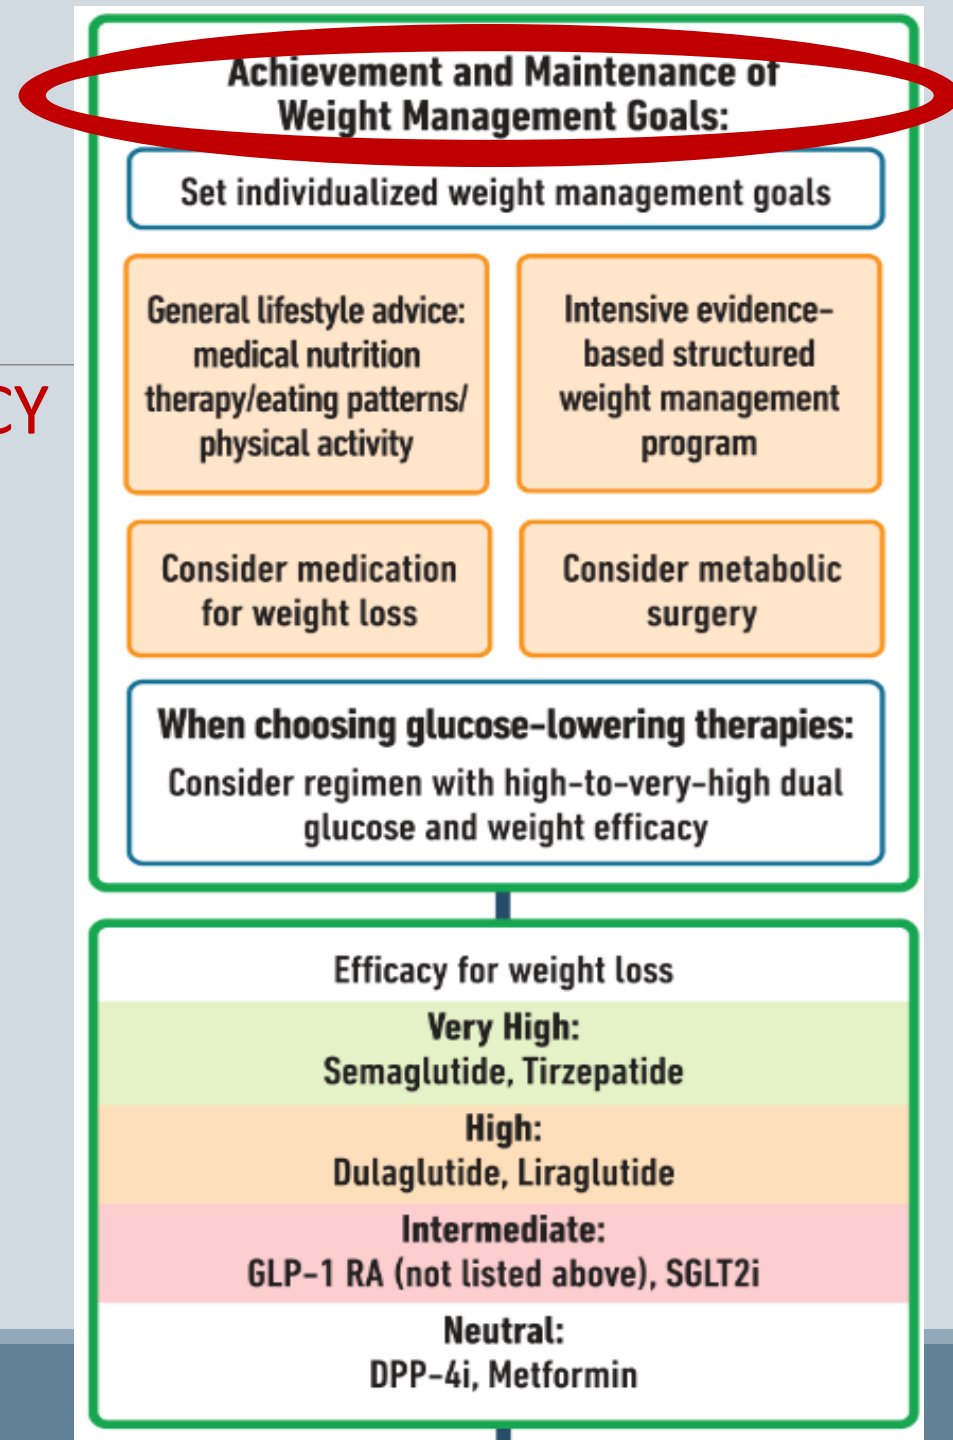 Achievement and Maintenance of
Weight Management Goals:
Set individualized weight management goals
General lifestyle advice:
medical nutrition
therapy/eating patterns/
physical activity
Intensive evidence-
based structured
weight management
program
Consider medication
for weight loss
Consider metabolic
surgery
When choosing glucose-lowering therapies:
Consider regimen with high-to-very-high dual
glucose and weight efficacy
CY
Efficacy for weight loss
Very High:
Semaglutide, Tirzepatide
High:
Dulaglutide, Liraglutide
Intermediate:
GLP-1 RA (not listed above), SGLT2i
Neutral:
DPP-4i, Metformin